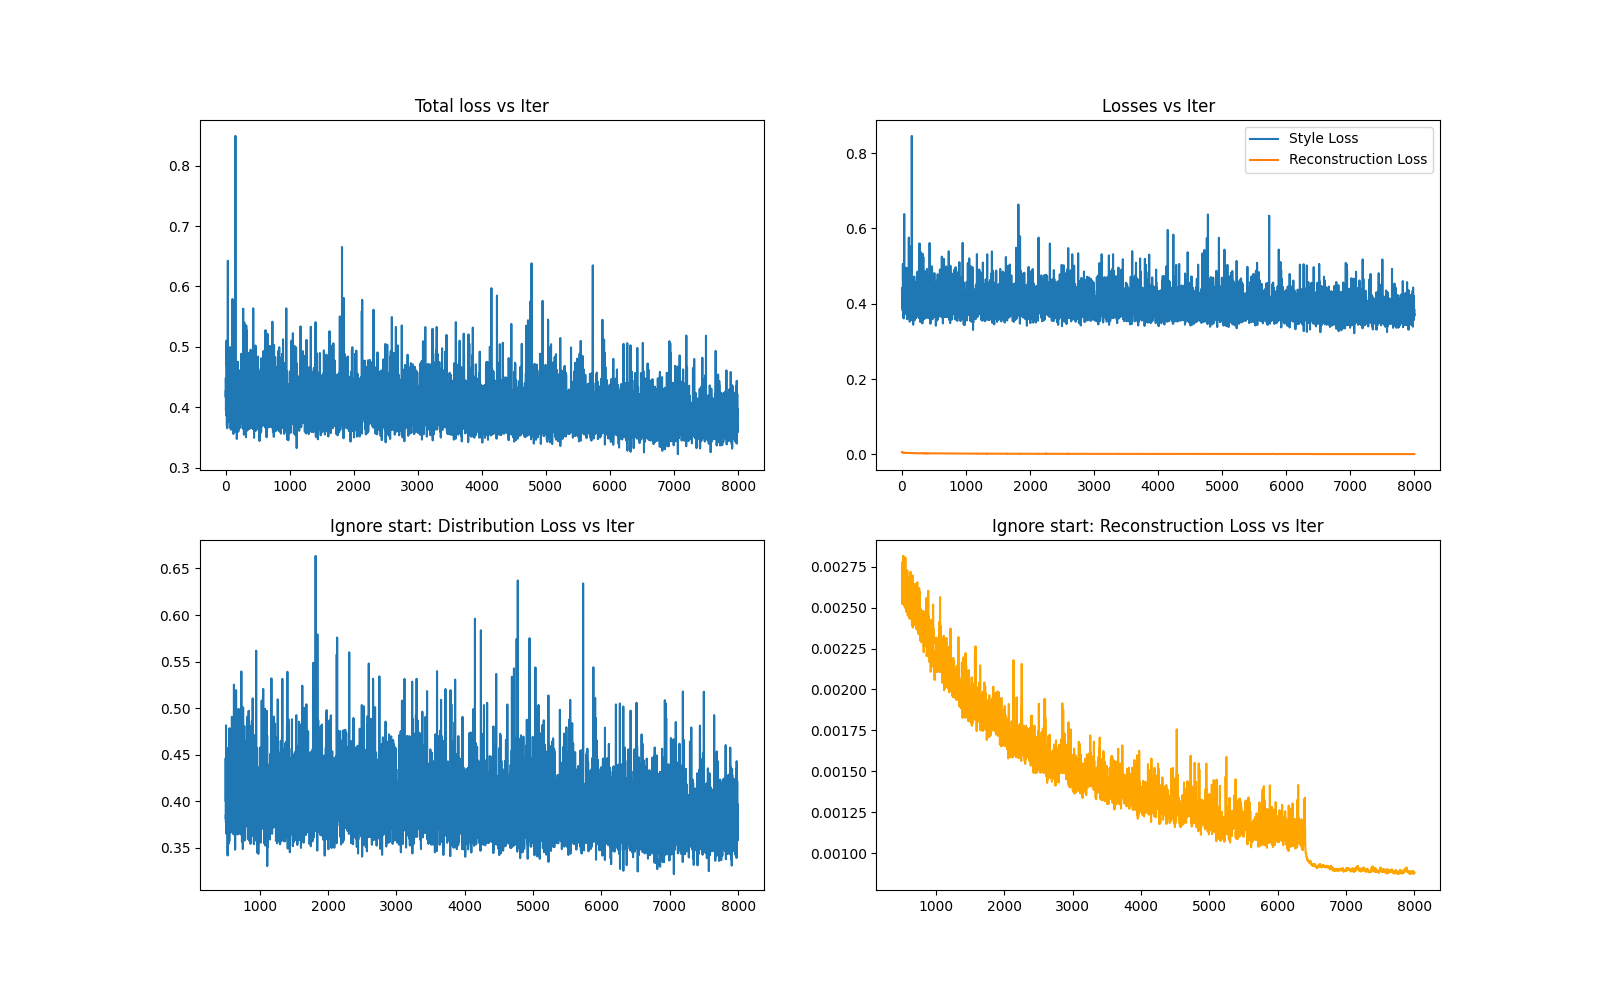 Total loss vs Iter
0.8
0.7
0.6
0.5
0.4
0.3
0 1000 2000 3000 4000 5000 6000 7000 8000
Losses vs Iter
Style Loss
Reconstruction Loss
0.8
0.6
0.4
0.2
0.0
0 1000 2000 3000 4000 5000 6000 7000 8000
Ignore start: Distribution Loss vs Iter
0.65
0.60
0.55
0.50
0.45
0.40
0.35
1000 2000 3000 4000 5000 6000 7000 8000
Ignore start: Reconstruction Loss vs Iter
0.00275
0.00250
0.00225
0.00200
0.00175
0.00150
0.00125
0.00100
1000 2000 3000 4000 5000 6000 7000 8000